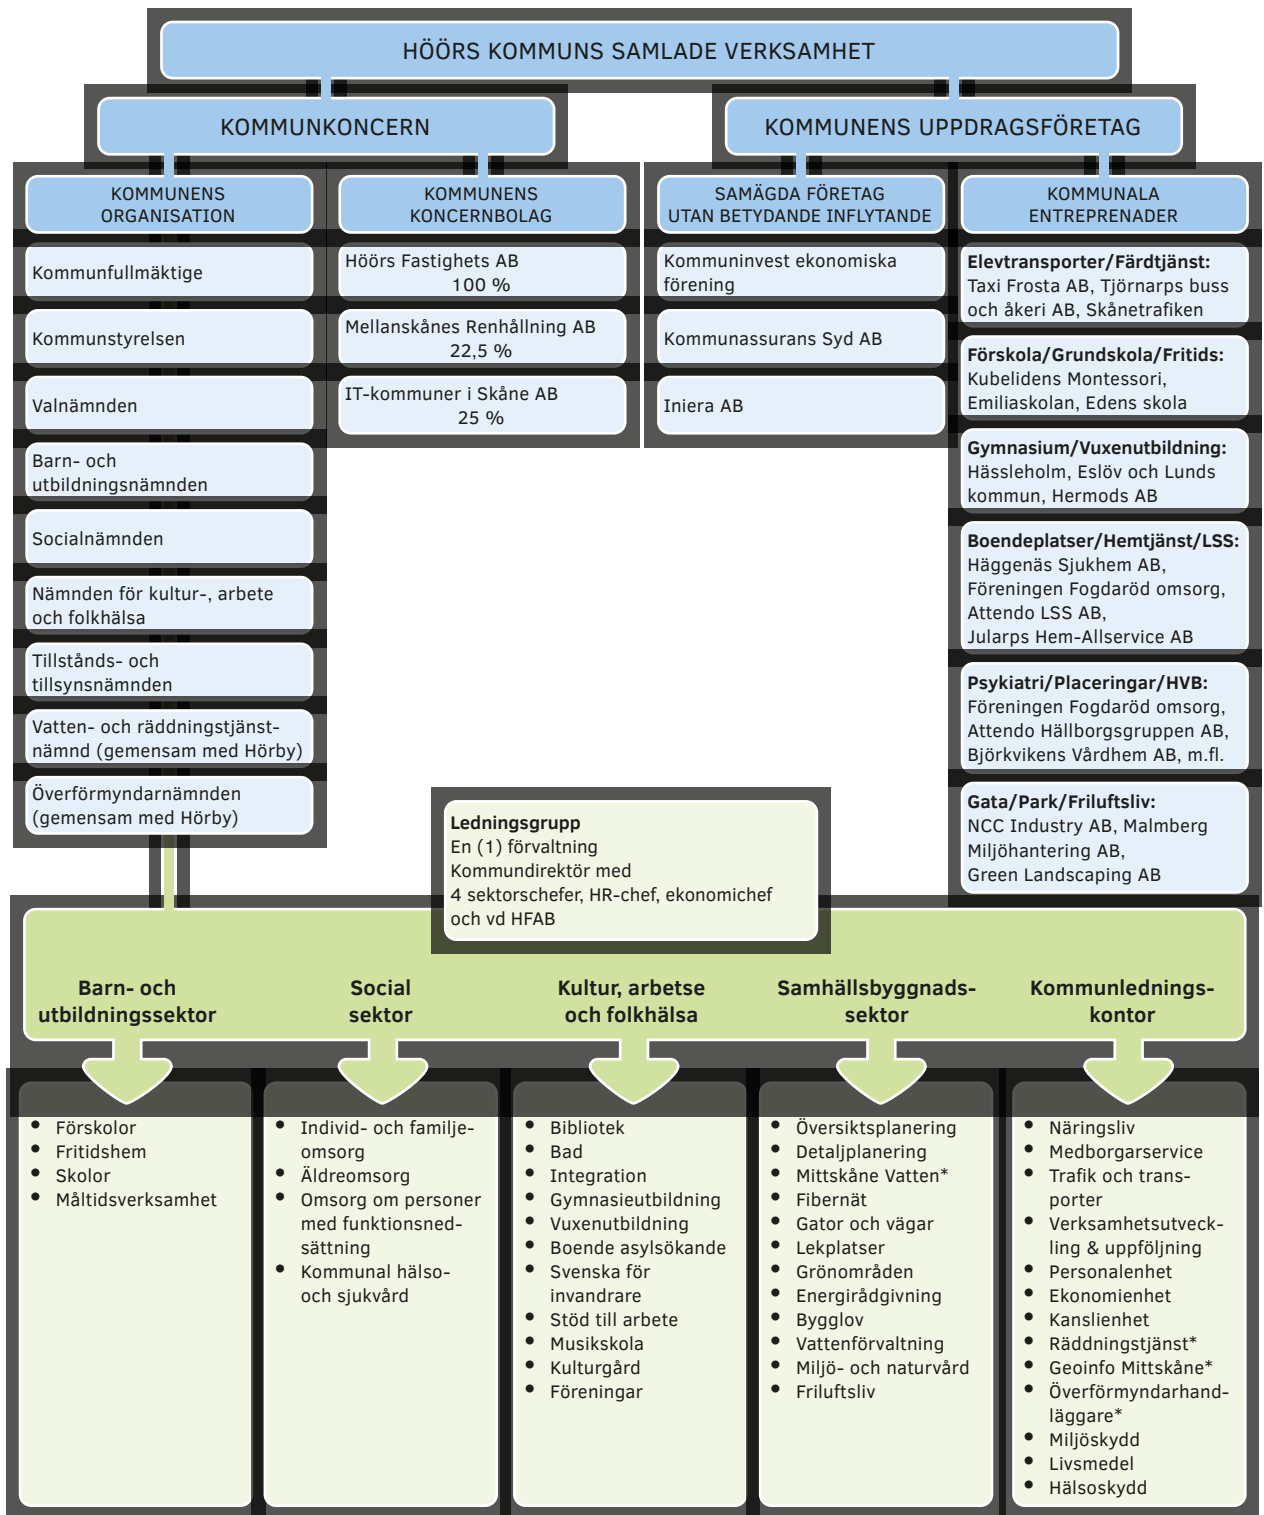 HÖÖRS KOMMUNS SAMLADE VERKSAMHET
KOMMUNKONCERN
KOMMUNENS UPPDRAGSFÖRETAG
KOMMUNENS
ORGANISATION
Kommunfullmäktige
Kommunstyrelsen
Valnämnden
Barn- och
utbildningsnämnden
Socialnämnden
Nämnden för kultur-, arbete
och folkhälsa
Tillstånds- och
tillsynsnämnden
Vatten- och räddningstjänst-
nämnd (gemensam med Hörby)
Överförmyndarnämnden
(gemensam med Hörby)
KOMMUNENS
KONCERNBOLAG
Höörs Fastighets AB
100 %
Mellanskånes Renhållning AB
22,5 %
IT-kommuner i Skåne AB
25 %
SAMÄGDA FÖRETAG
UTAN BETYDANDE INFLYTANDE
Kommuninvest ekonomiska
förening
Kommunassurans Syd AB
Iniera AB
KOMMUNALA
ENTREPRENADER
Elevtransporter/Färdtjänst:
Taxi Frosta AB, Tjörnarps buss
och åkeri AB, Skånetrafiken
Förskola/Grundskola/Fritids:
Kubelidens Montessori,
Emiliaskolan, Edens skola
Gymnasium/Vuxenutbildning:
Hässleholm, Eslöv och Lunds
kommun, Hermods AB
Boendeplatser/Hemtjänst/LSS:
Häggenäs Sjukhem AB,
Föreningen Fogdaröd omsorg,
Attendo LSS AB,
Jularps Hem-Allservice AB
Psykiatri/Placeringar/HVB:
Föreningen Fogdaröd omsorg,
Attendo Hällborgsgruppen AB,
Björkvikens Vårdhem AB, m.fl.
Gata/Park/Friluftsliv:
NCC Industry AB, Malmberg
Miljöhantering AB,
Green Landscaping AB
Ledningsgrupp
En (1) förvaltning
Kommundirektör med
4 sektorschefer, HR-chef, ekonomichef
och vd HFAB
Barn- och
utbildningssektor
• Förskolor
• Fritidshem
• Skolor
• Måltidsverksamhet
Social
sektor
• Individ- och familje-
omsorg
• Äldreomsorg
• Omsorg om personer
med funktionsned-
sättning
• Kommunal hälso-
och sjukvård
Kultur, arbetse
och folkhälsa
• Bibliotek
• Bad
• Integration
• Gymnasieutbildning
• Vuxenutbildning
• Boende asylsökande
• Svenska för
invandrare
• Stöd till arbete
• Musikskola
• Kulturgård
• Föreningar
Samhällsbyggnads-
sektor
• Översiktsplanering
• Detaljplanering
• Mittskåne Vatten*
• Fibernät
• Gator och vägar
• Lekplatser
• Grönområden
• Energirådgivning
• Bygglov
• Vattenförvaltning
• Miljö- och naturvård
• Friluftsliv
Kommunlednings-
kontor
• Näringsliv
• Medborgarservice
• Trafik och trans-
porter
• Verksamhetsutveck-
ling & uppföljning
• Personalenhet
• Ekonomienhet
• Kanslienhet
• Räddningstjänst*
• Geoinfo Mittskåne*
• Överförmyndarhand-
läggare*
• Miljöskydd
• Livsmedel
• Hälsoskydd